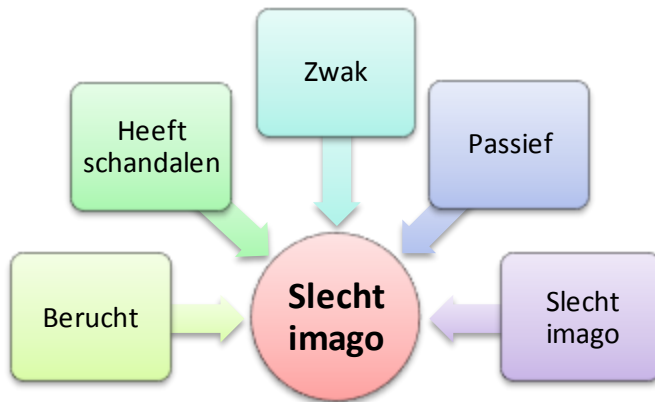 Zwak
Heeft
schandalen
Passief
Berucht
Slecht
imago
Slecht
imago